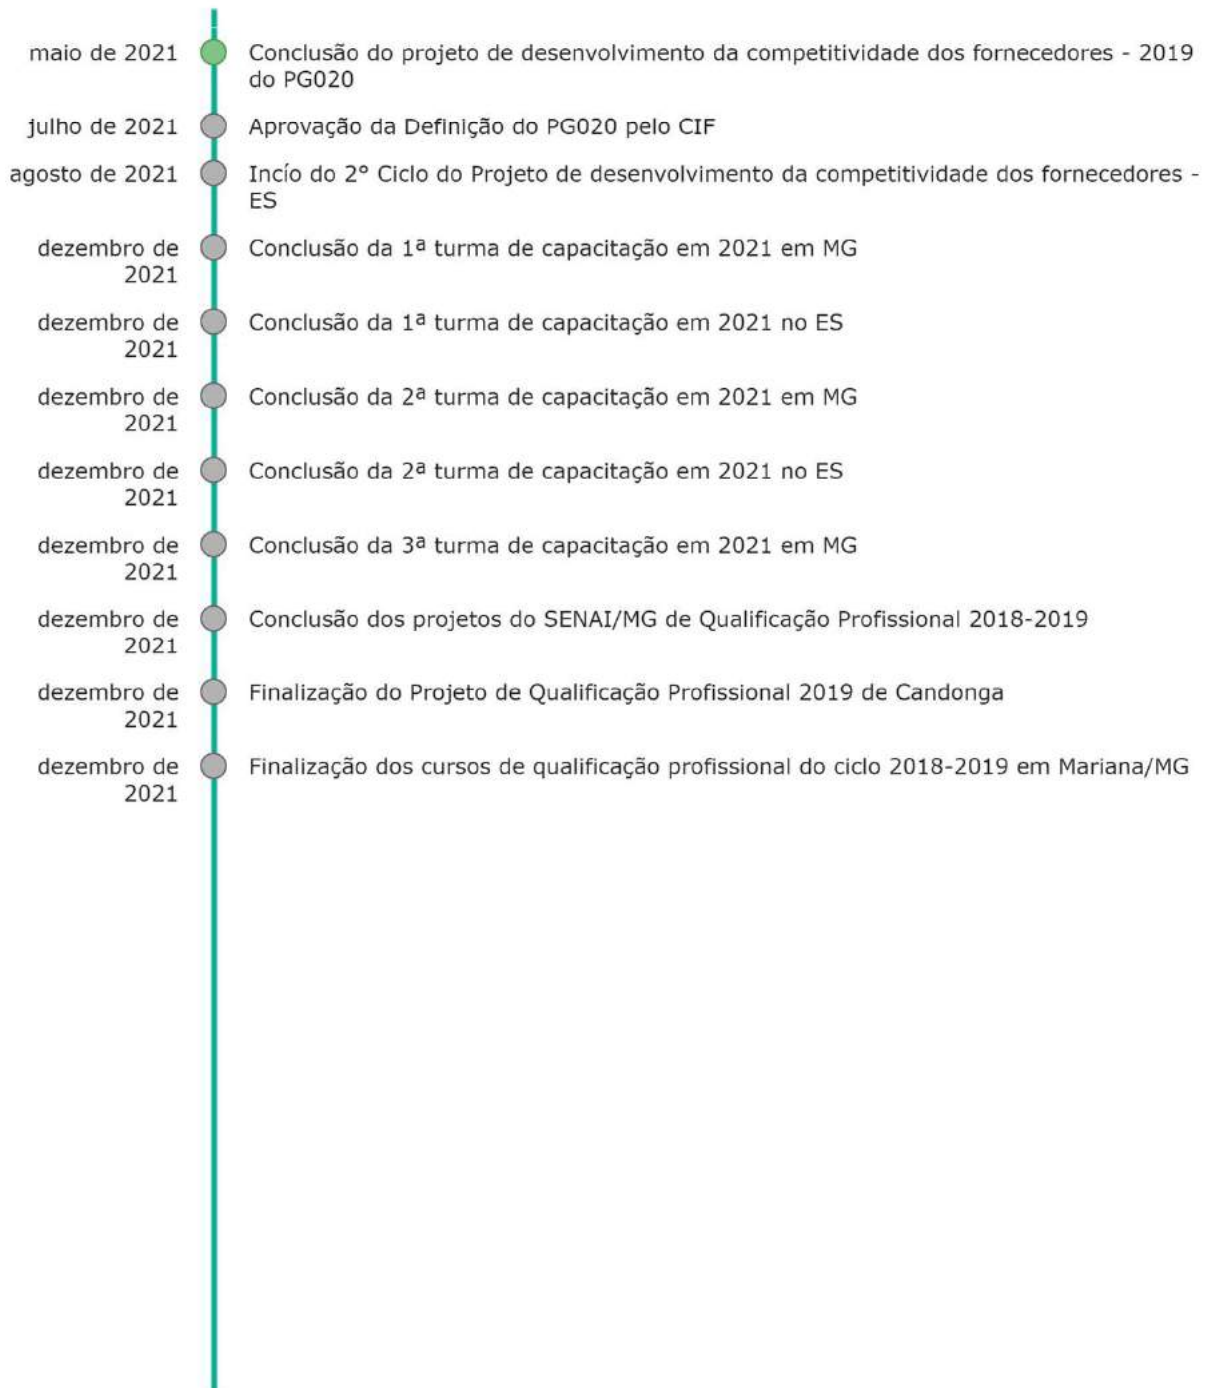 maio de 2021 Conclusão do projeto de desenvolvimento da competitividade dos fornecedores - 2019
do PG020
julho de 2021 Aprovação da Definição do PG020 pelo CIF
agosto de 2021 Incío do 2° Ciclo do Projeto de desenvolvimento da competitividade dos fornecedores -
ES
dezembro de Conclusão da 1ª turma de capacitação em 2021 em MG
2021
dezembro de Conclusão da 1ª turma de capacitação em 2021 no ES
2021
dezembro de Conclusão da 2ª turma de capacitação em 2021 em MG
2021
dezembro de Conclusão da 2ª turma de capacitação em 2021 no ES
2021
dezembro de Conclusão da 3ª turma de capacitação em 2021 em MG
2021
dezembro de Conclusão dos projetos do SENAI/MG de Qualificação Profissional 2018-2019
2021
dezembro de Finalização do Projeto de Qualificação Profissional 2019 de Candonga
2021
dezembro de Finalização dos cursos de qualificação profissional do ciclo 2018-2019 em Mariana/MG
2021